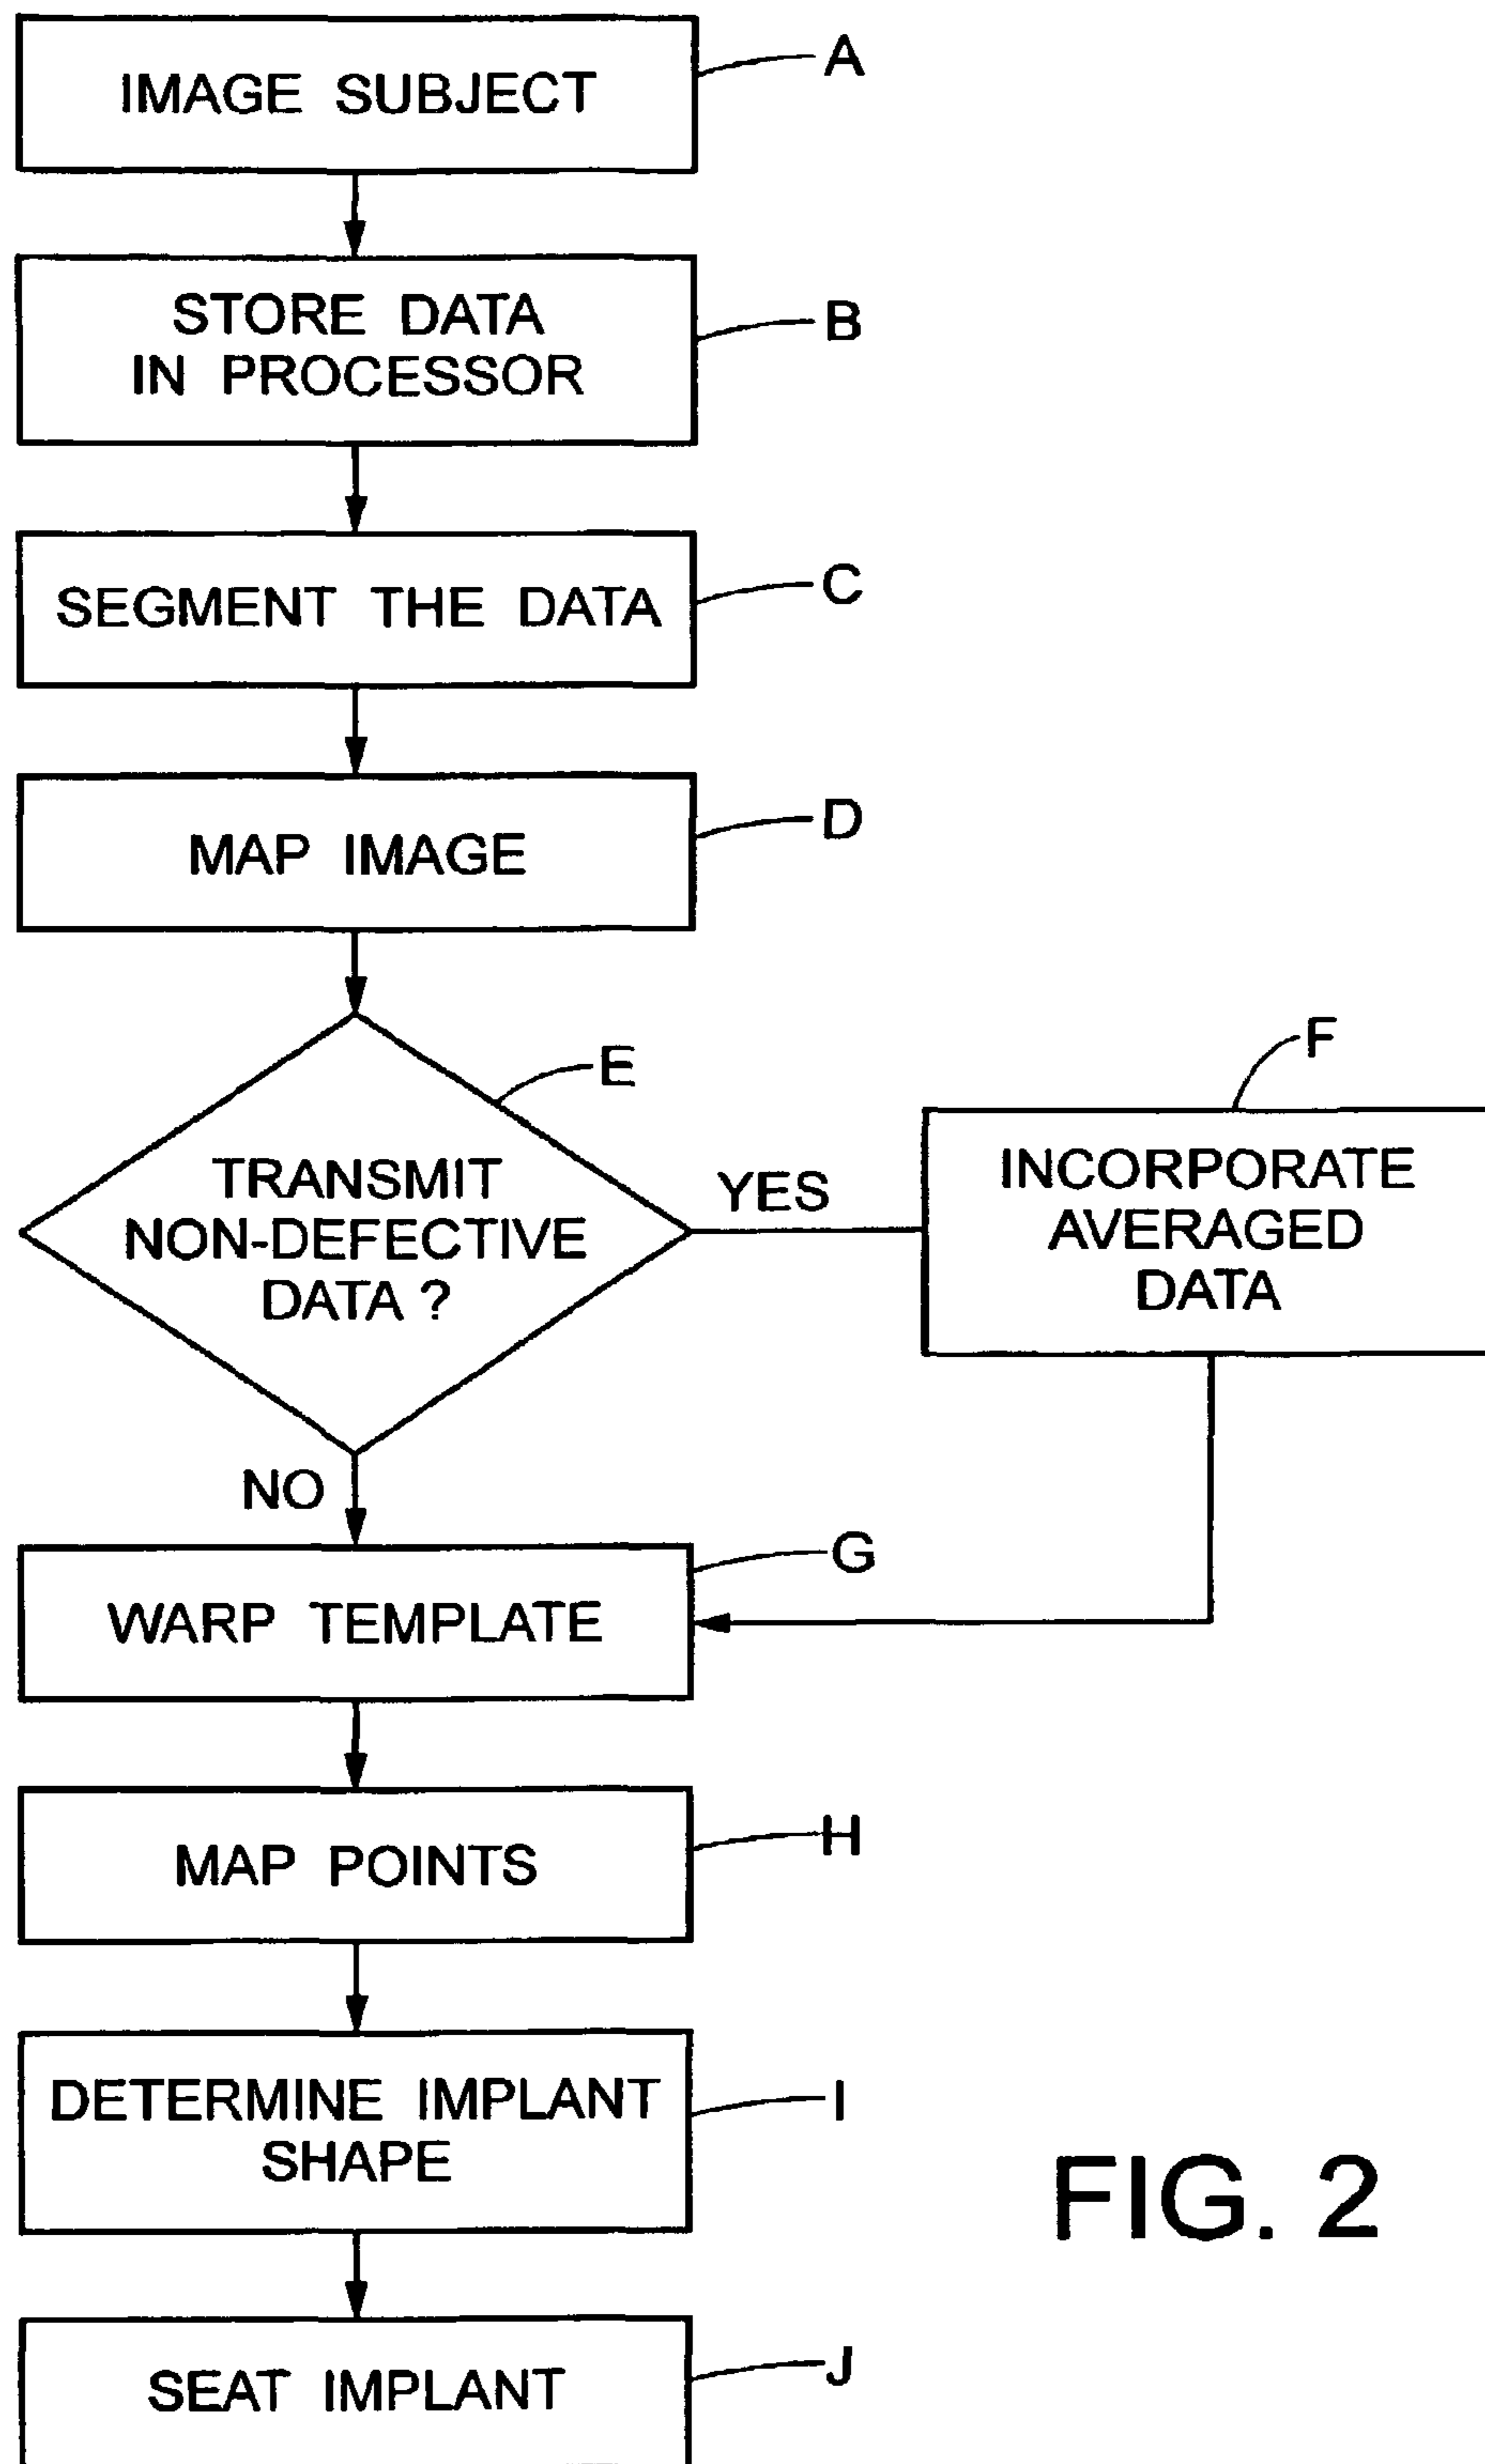 IMAGE SUBJECT
A
STORE DATA
IN PROCESSOR
B
SEGMENT THE DATA
C
MAP IMAGE
D
E
TRANSMIT
NON-DEFECTIVE
DATA ?
YES
F
INCORPORATE
AVERAGED
DATA
NO
G
WARP TEMPLATE
MAP POINTS
H
DETERMINE IMPLANT
SHAPE
I
SEAT IMPLANT
J
FIG. 2